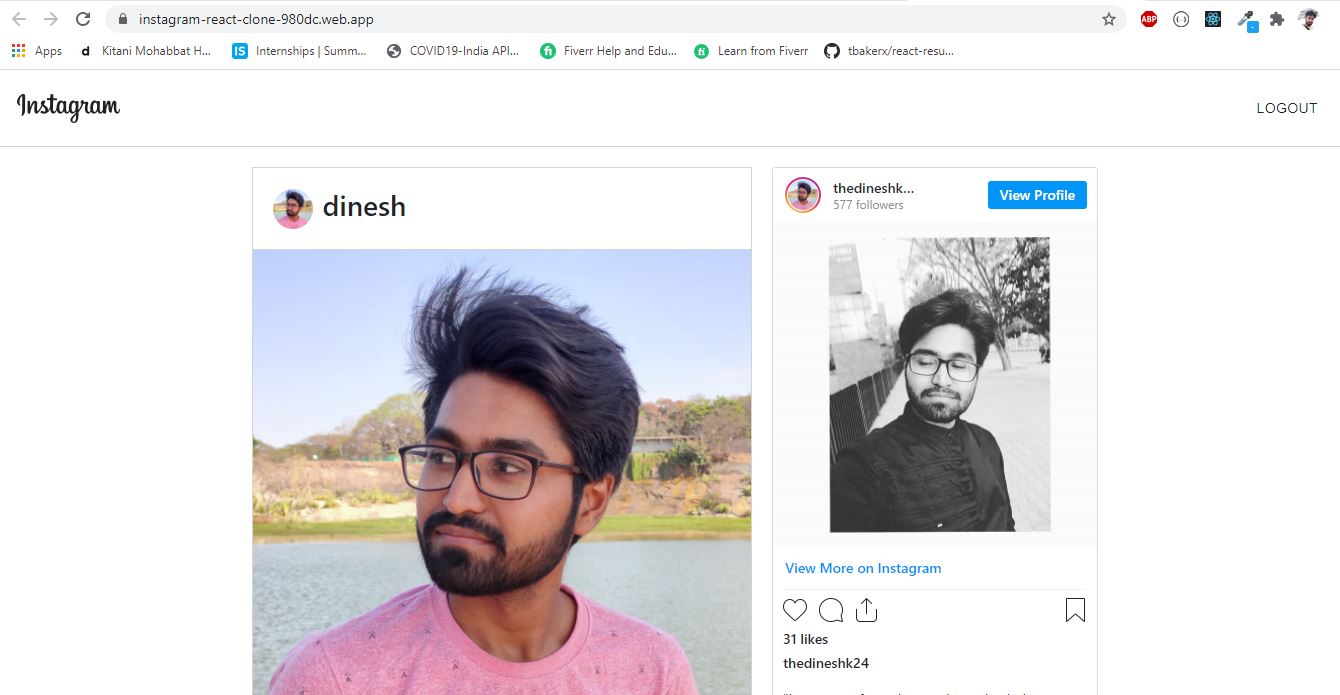 instagram-react-clone-980dc.web.app
ABP
Apps
d Kitani Mohabbat H...
IS Internships | Summ...
COVID19-India API...
fi Fiverr Help and Edu...
fi Learn from Fiverr
tbakerx/react-resu...
Instagram
LOGOUT
dinesh
thedineshk...
577 followers
View Profile
View More on Instagram
31 likes
thedineshk24